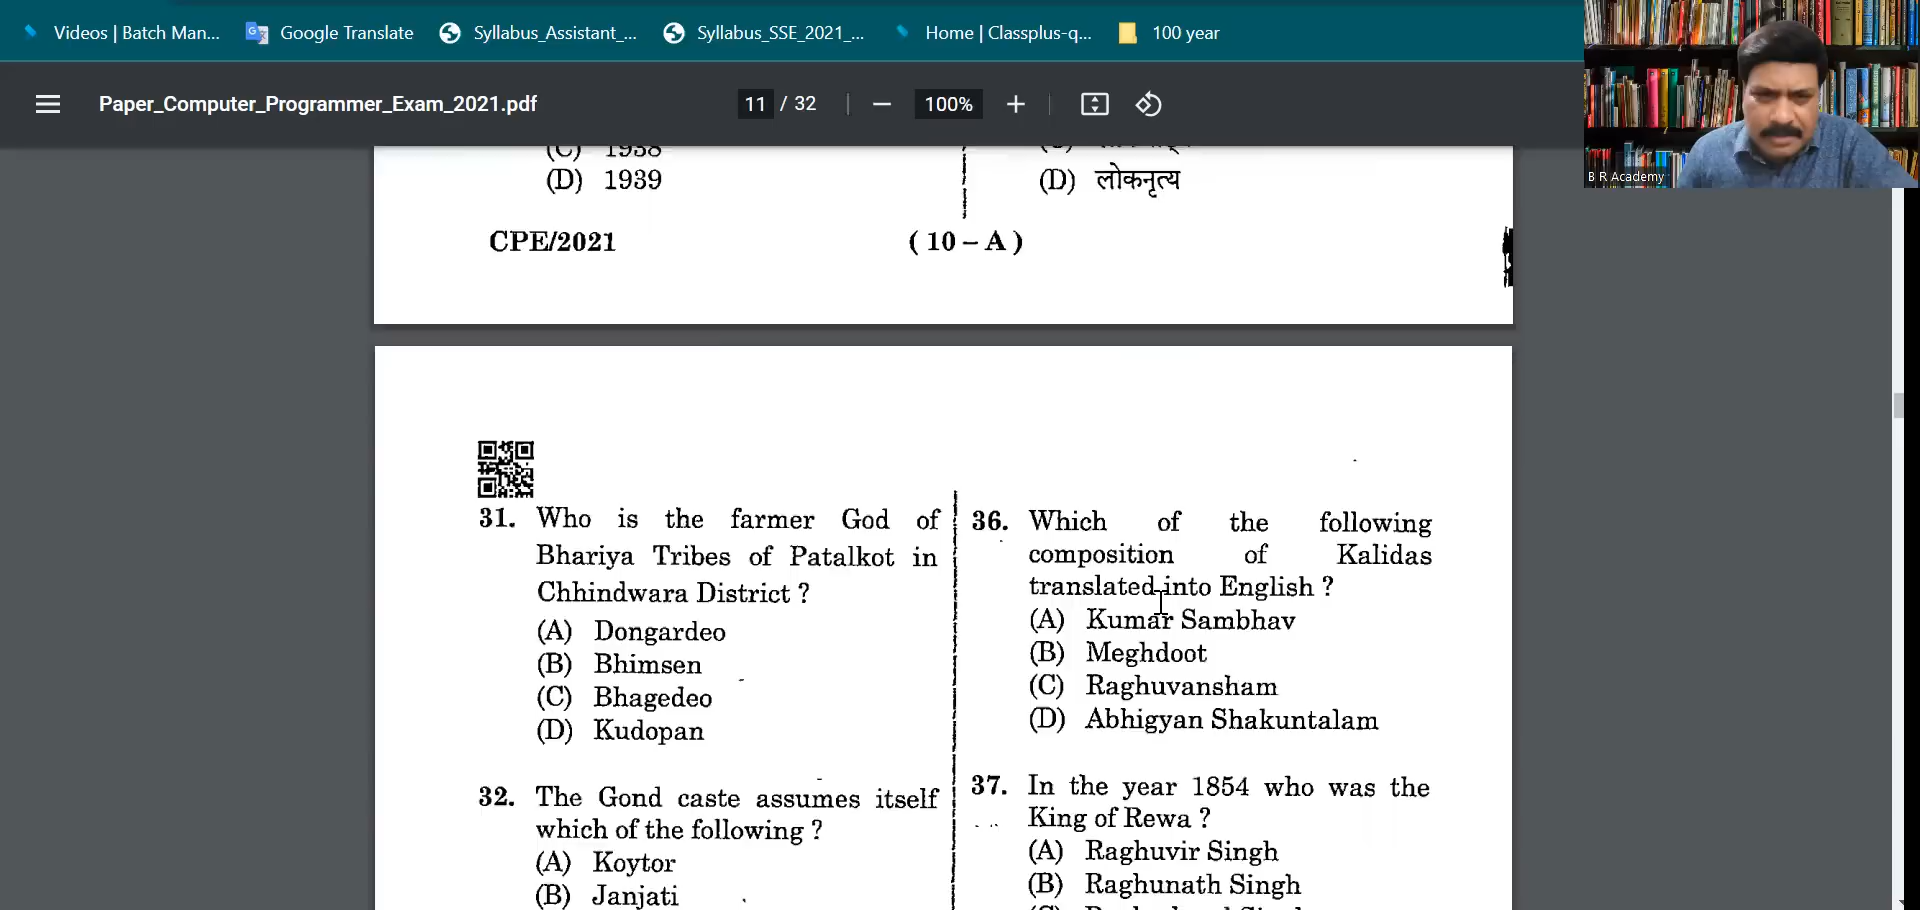 Videos | Batch Man...
Google Translate
Syllabus_Assistant_...
Syllabus_SSE_2021_...
Home | Classplus-q...
100 year
Paper_Computer_Programmer_Exam_2021.pdf
11 / 32
100%
B R Academy
(C) 1938
(D) 1939
(D) लोकनृत्य
CPE/2021
( 10 – A )
31. Who is the farmer God of
Bhariya Tribes of Patalkot in
Chhindwara District ?
(A) Dongardeo
(B) Bhimsen
(C) Bhagedeo
(D) Kudopan
32. The Gond caste assumes itself
which of the following ?
(A) Koytor
(B) Janjati
36. Which of the following
composition of Kalidas
translated into English ?
(A) Kumar Sambhav
(B) Meghdoot
(C) Raghuvansham
(D) Abhigyan Shakuntalam
37. In the year 1854 who was the
King of Rewa ?
(A) Raghuvir Singh
(B) Raghunath Singh